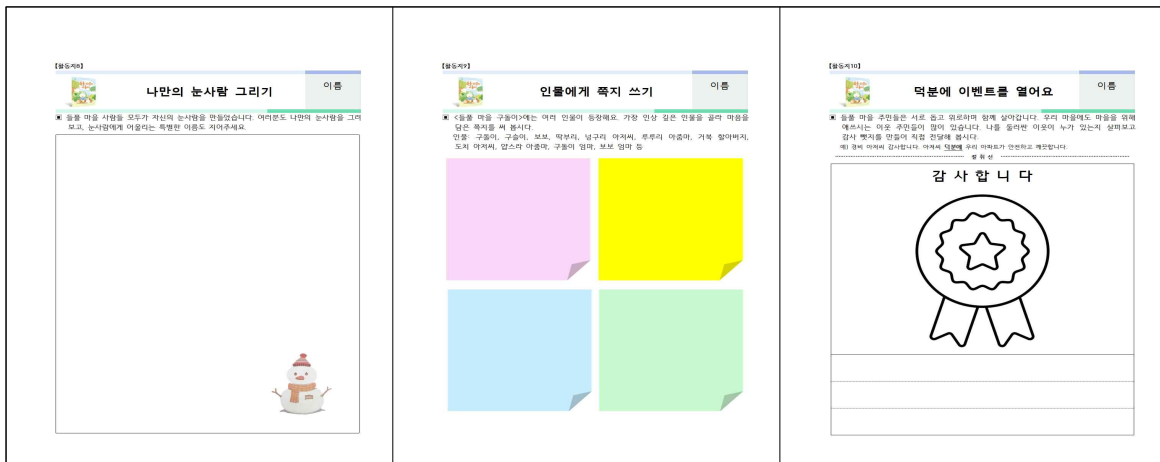 【활동지8】
나만의 눈사람 그리기
이름
▣ 들풀 마을 사람들 모두가 자신의 눈사람을 만들었습니다. 여러분도 나만의 눈사람을 그려
보고, 눈사람에게 어울리는 특별한 이름도 지어주세요.
【활동지9】
인물에게 쪽지 쓰기
이름
▣ <들풀 마을 구돌이>에는 여러 인물이 등장해요. 가장 인상 깊은 인물을 골라 마음을
담은 쪽지를 써 봅시다.
인물: 구돌이, 구슬이, 보보, 딱부리, 너구리 아저씨, 루루리 아줌마, 거북 할아버지,
도치 아저씨, 밉스라 아줌마, 구돌이 엄마, 보보 엄마 등
【활동지10】
덕분에 이벤트를 열어요
이름
▣ 들풀 마을 주민들은 서로 돕고 위로하며 함께 살아갑니다. 우리 마을에도 마을을 위해
애쓰시는 이웃 주민들이 많이 있습니다. 나를 둘러싼 이웃이 누가 있는지 살펴보고
감사 뺏지를 만들어 직접 전달해 봅시다.
예) 경비 아저씨 감사합니다. 아저씨 덕분에 우리 아파트가 안전하고 깨끗합니다.
절 취 선
감 사 합 니 다